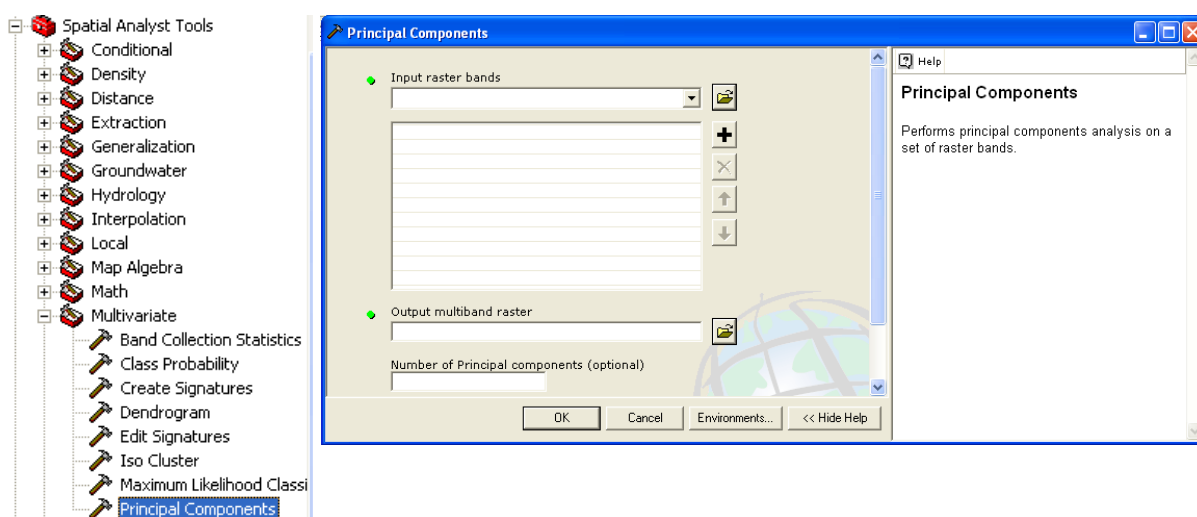 Spatial Analyst Tools
Conditional
Density
Distance
Extraction
Generalization
Groundwater
Hydrology
Interpolation
Local
Map Algebra
Math
Multivariate
Band Collection Statistics
Class Probability
Create Signatures
Dendrogram
Edit Signatures
Iso Cluster
Maximum Likelihood Classi
Principal Components
Principal Components
Input raster bands
Output multiband raster
Number of Principal components (optional)
OK
Cancel
Environments...
<< Hide Help
Help
Principal Components
Performs principal components analysis on a
set of raster bands.